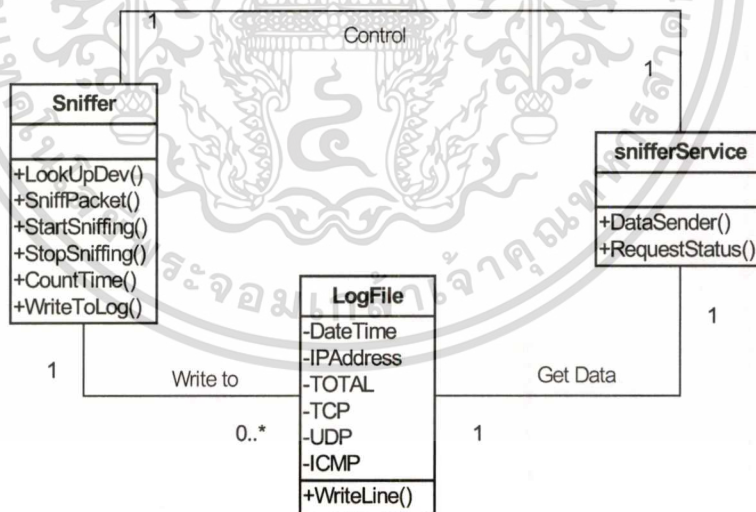 1
Control
1
Sniffer
+LookUpDev()
+SniffPacket()
+StartSniffing()
+StopSniffing()
+CountTime()
+WriteToLog()
snifferService
+DataSender()
+RequestStatus()
LogFile
-DateTime
-IPAddress
-TOTAL
-TCP
-UDP
-ICMP
+WriteLine()
1
Write to
0..*
Get Data
1
1